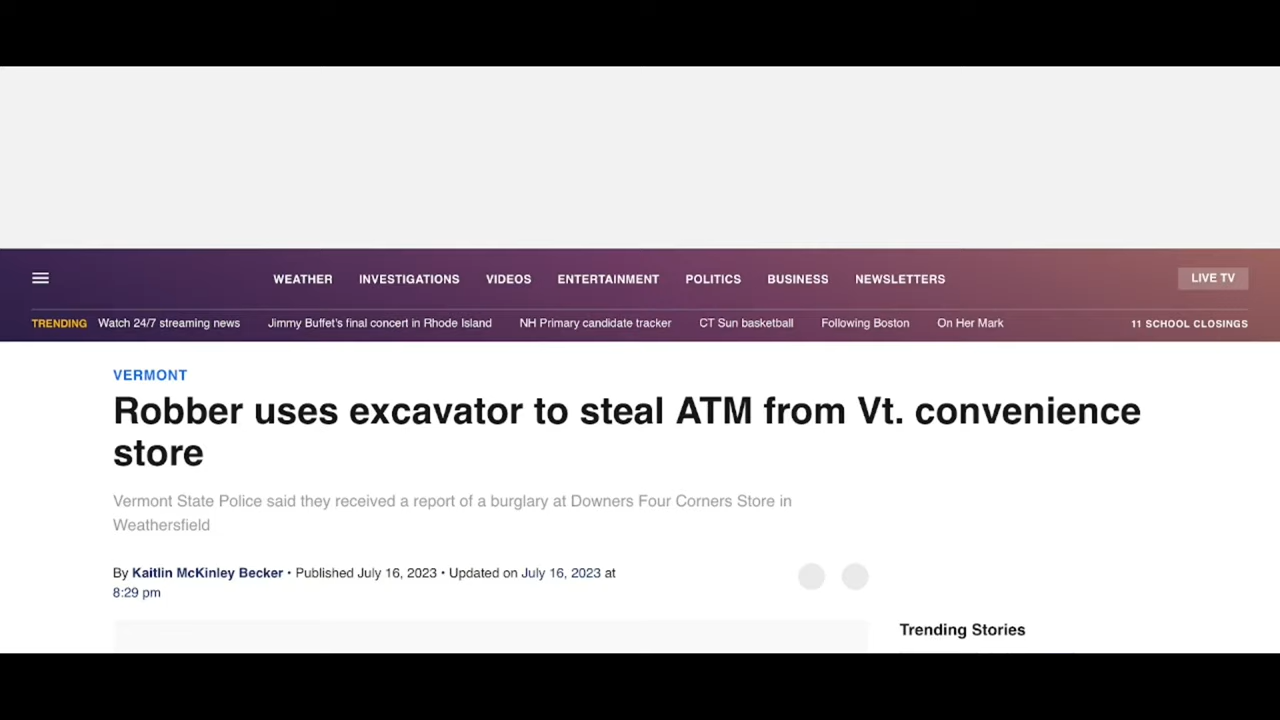 WEATHER INVESTIGATIONS VIDEOS ENTERTAINMENT POLITICS BUSINESS NEWSLETTERS LIVE TV
TRENDING Watch 24/7 streaming news Jimmy Buffet's final concert in Rhode Island NH Primary candidate tracker CT Sun basketball Following Boston On Her Mark 11 SCHOOL CLOSINGS
VERMONT
Robber uses excavator to steal ATM from Vt. convenience
store
Vermont State Police said they received a report of a burglary at Downers Four Corners Store in
Weathersfield
By Kaitlin McKinley Becker • Published July 16, 2023 • Updated on July 16, 2023 at
8:29 pm
Trending Stories